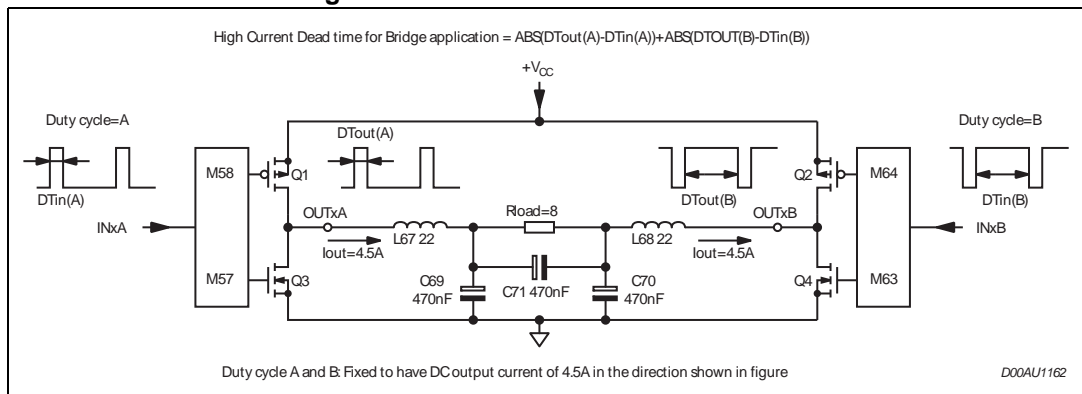 High Current Dead time for Bridge application = ABS(DTout(A)-DTin(A))+ABS(DTOUT(B)-DTin(B))
+VCC
Duty cycle=A
DTout(A)
Duty cycle=B
M58
Q1
Q2
M64
DTin(A)
DTout(B)
DTin(B)
INxA
OUTxA
Rload=8
OUTxB
INxB
L67 22
L68 22
Iout=4.5A
Iout=4.5A
M57
Q3
C69
470nF
C71 470nF
C70
470nF
Q4
M63
Duty cycle A and B: Fixed to have DC output current of 4.5A in the direction shown in figure
D00AU1162